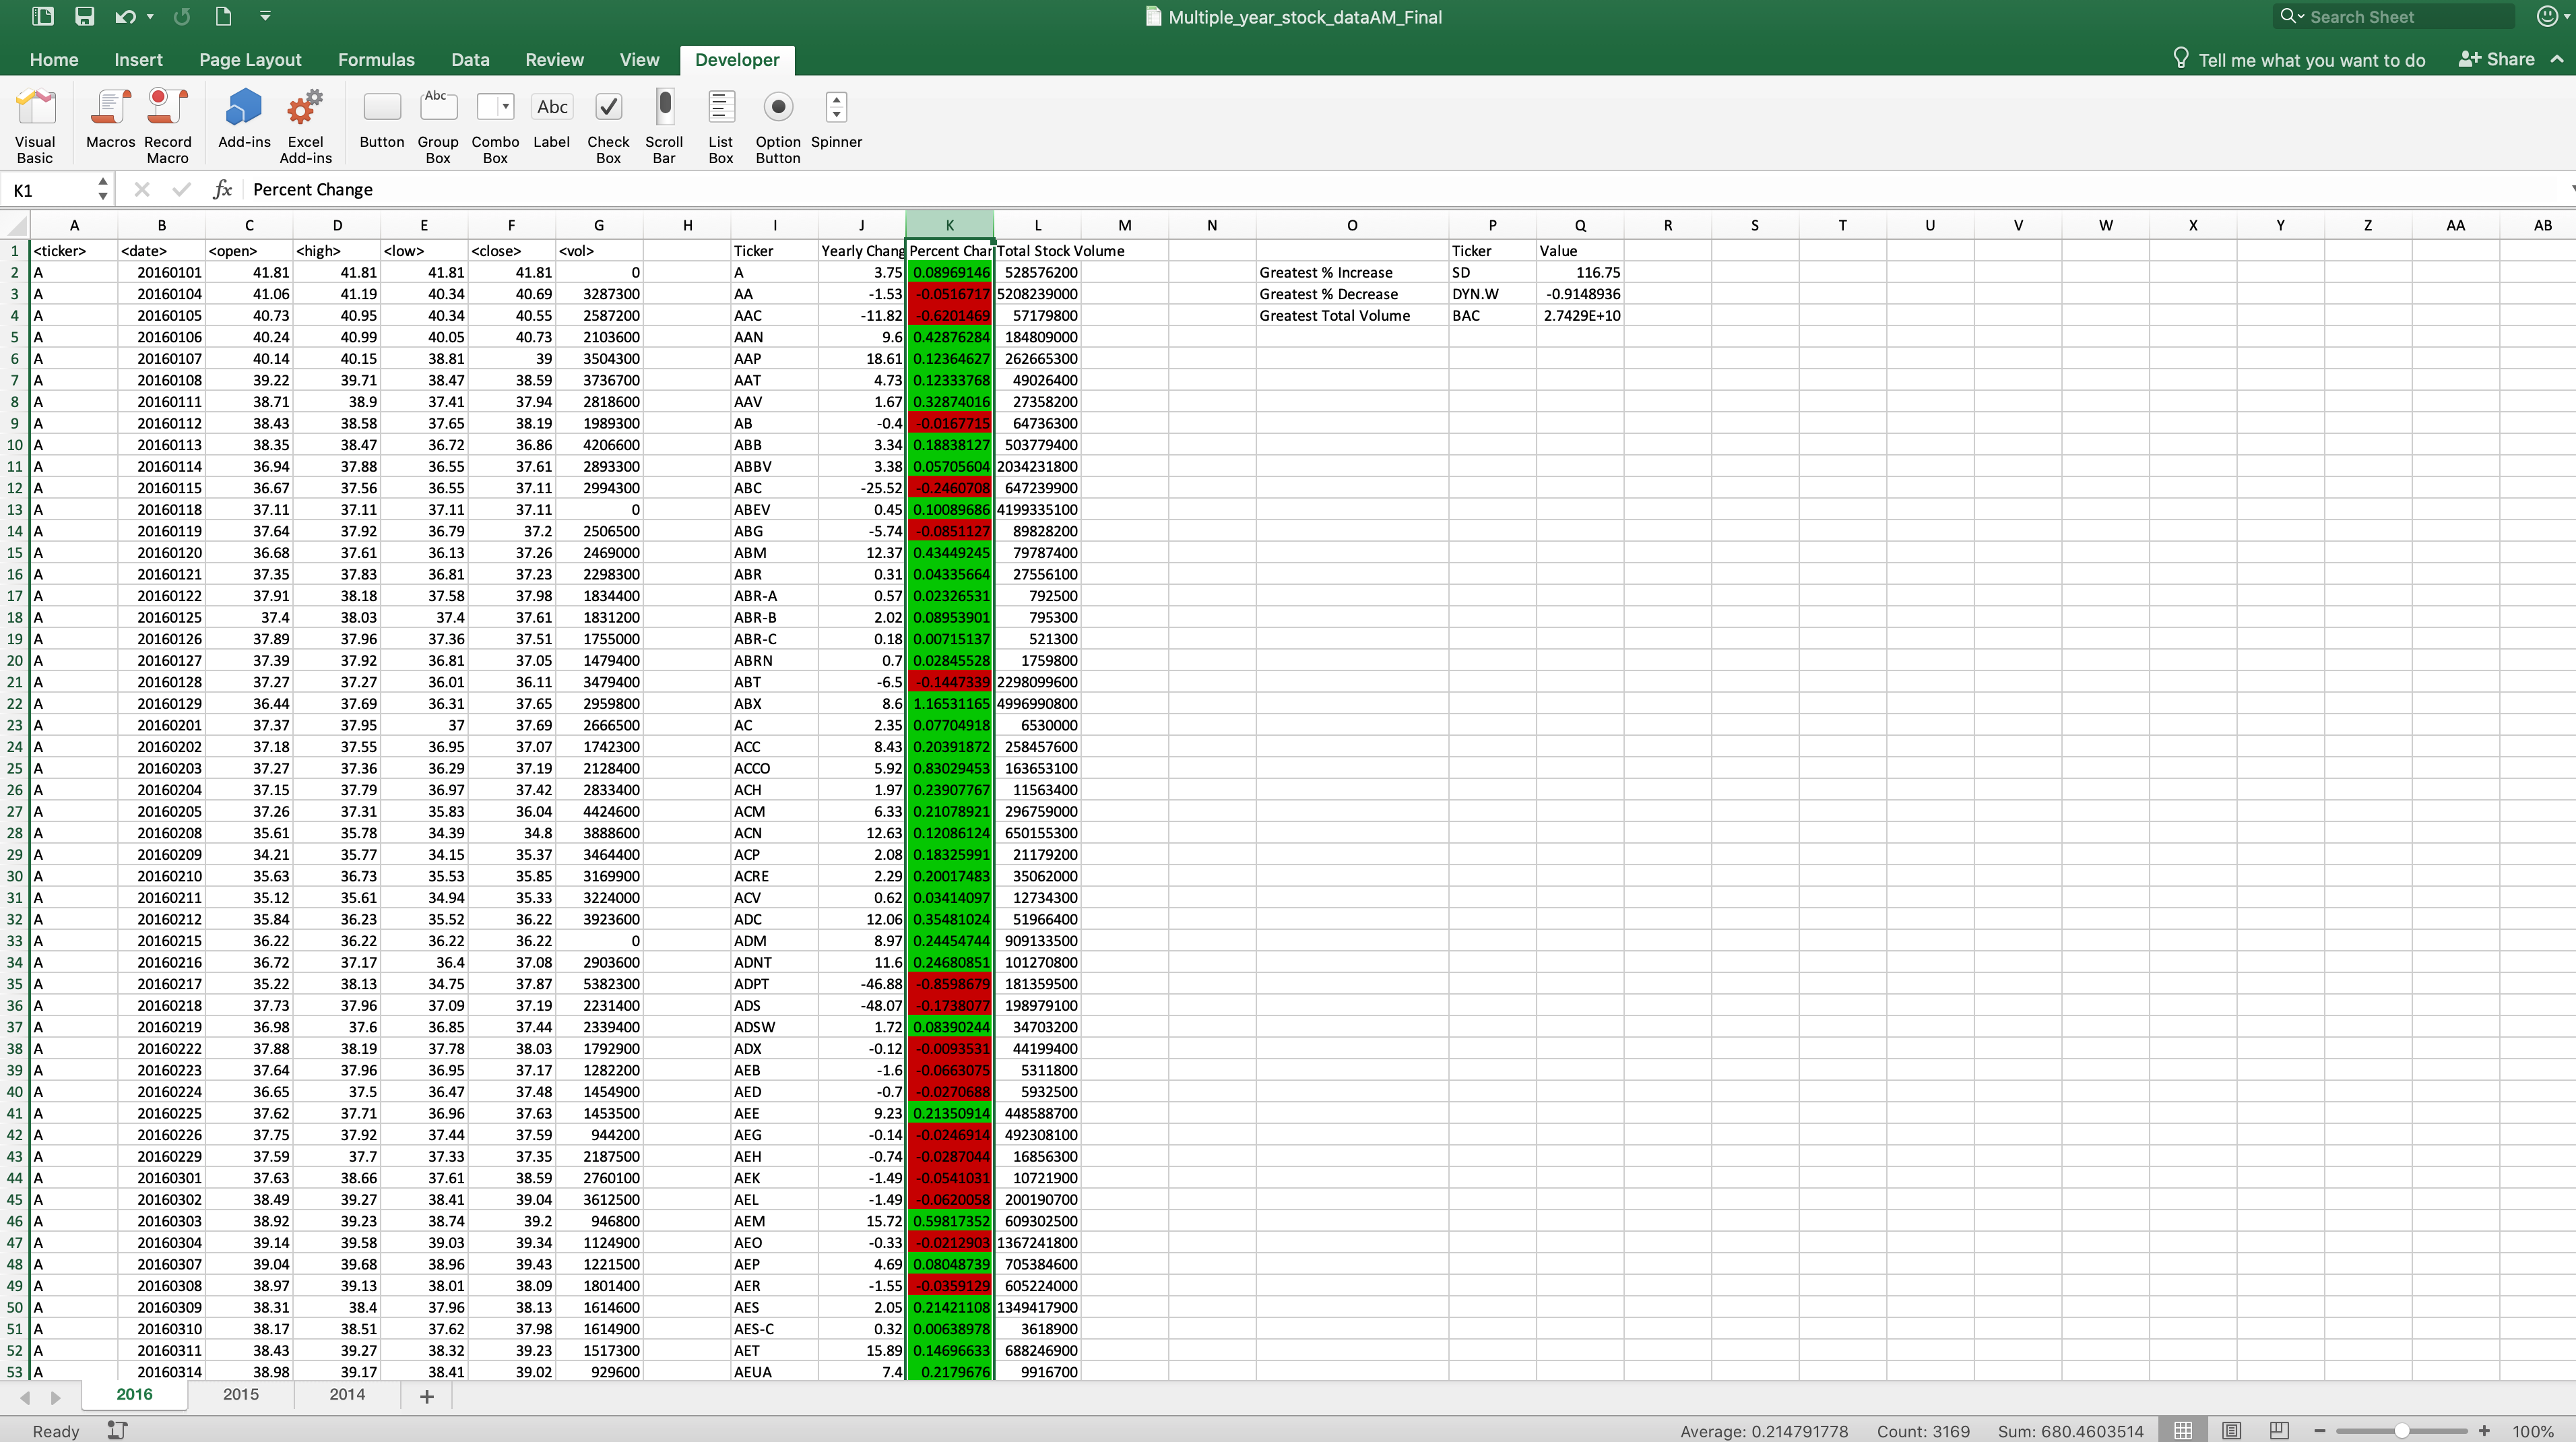 Multiple_year_stock_dataAM_Final
Search Sheet
Home Insert Page Layout Formulas Data Review View Developer
Tell me what you want to do
Share
Visual Basic
Macros
Record Macro
Add-ins
Excel Add-ins
Button
Abc
Group Box
Combo Box
Abc
Label
Check Box
Scroll Bar
List Box
Option Button
Spinner
K1 fx Percent Change
A B C D E F G H I J K L M N O P Q R S T U V W X Y Z AA AB
1 <ticker> <date> <open> <high> <low> <close> <vol> Ticker Yearly Chang Percent Char Total Stock Volume Ticker Value
2 A 20160101 41.81 41.81 41.81 41.81 0 A 3.75 0.08969146 528576200 Greatest % Increase SD 116.75
3 A 20160104 41.06 41.19 40.34 40.69 3287300 AA -1.53 -0.0516717 5208239000 Greatest % Decrease DYN.W -0.9148936
4 A 20160105 40.73 40.95 40.34 40.55 2587200 AAC -11.82 -0.6201469 57179800 Greatest Total Volume BAC 2.7429E+10
5 A 20160106 40.24 40.99 40.05 40.73 2103600 AAN 9.6 0.42876284 184809000
6 A 20160107 40.14 40.15 38.81 39 3504300 AAP 18.61 0.12364627 262665300
7 A 20160108 39.22 39.71 38.47 38.59 3736700 AAT 4.73 0.12333768 49026400
8 A 20160111 38.71 38.9 37.41 37.94 2818600 AAV 1.67 0.32874016 27358200
9 A 20160112 38.43 38.58 37.65 38.19 1989300 AB -0.4 -0.0167715 64736300
10 A 20160113 38.35 38.47 36.72 36.86 4206600 ABB 3.34 0.18838127 503779400
11 A 20160114 36.94 37.88 36.55 37.61 2893300 ABBV 3.38 0.05705604 2034231800
12 A 20160115 36.67 37.56 36.55 37.11 2994300 ABC -25.52 -0.2460708 647239900
13 A 20160118 37.11 37.11 37.11 37.11 0 ABEV 0.45 0.10089686 4199335100
14 A 20160119 37.64 37.92 36.79 37.2 2506500 ABG -5.74 -0.0851127 89828200
15 A 20160120 36.68 37.61 36.13 37.26 2469000 ABM 12.37 0.43449245 79787400
16 A 20160121 37.35 37.83 36.81 37.23 2298300 ABR 0.31 0.04335664 27556100
17 A 20160122 37.91 38.18 37.58 37.98 1834400 ABR-A 0.57 0.02326531 792500
18 A 20160125 37.4 38.03 37.4 37.61 1831200 ABR-B 2.02 0.08953901 795300
19 A 20160126 37.89 37.96 37.36 37.51 1755000 ABR-C 0.18 0.00715137 521300
20 A 20160127 37.39 37.92 36.81 37.05 1479400 ABRN 0.7 0.02845528 1759800
21 A 20160128 37.27 37.27 36.01 36.11 3479400 ABT -6.5 -0.1447339 2298099600
22 A 20160129 36.44 37.69 36.31 37.65 2959800 ABX 8.6 1.16531165 4996990800
23 A 20160201 37.37 37.95 37 37.69 2666500 AC 2.35 0.07704918 6530000
24 A 20160202 37.18 37.55 36.95 37.07 1742300 ACC 8.43 0.20391872 258457600
25 A 20160203 37.27 37.36 36.29 37.19 2128400 ACCO 5.92 0.83029453 163653100
26 A 20160204 37.15 37.79 36.97 37.42 2833400 ACH 1.97 0.23907767 11563400
27 A 20160205 37.26 37.31 35.83 36.04 4424600 ACM 6.33 0.21078921 296759000
28 A 20160208 35.61 35.78 34.39 34.8 3888600 ACN 12.63 0.12086124 650155300
29 A 20160209 34.21 35.77 34.15 35.37 3464400 ACP 2.08 0.18325991 21179200
30 A 20160210 35.63 36.73 35.53 35.85 3169900 ACRE 2.29 0.20017483 35062000
31 A 20160211 35.12 35.61 34.94 35.33 3224000 ACV 0.62 0.03414097 12734300
32 A 20160212 35.84 36.23 35.52 36.22 3923600 ADC 12.06 0.35481024 51966400
33 A 20160215 36.22 36.22 36.22 36.22 0 ADM 8.97 0.24454744 909133500
34 A 20160216 36.72 37.17 36.4 37.08 2903600 ADNT 11.6 0.24680851 101270800
35 A 20160217 35.22 38.13 34.75 37.87 5382300 ADPT -46.88 -0.8598679 181359500
36 A 20160218 37.73 37.96 37.09 37.19 2231400 ADS -48.07 -0.1738077 198979100
37 A 20160219 36.98 37.6 36.85 37.44 2339400 ADSW 1.72 0.08390244 34703200
38 A 20160222 37.88 38.19 37.78 38.03 1792900 ADX -0.12 -0.0093531 44199400
39 A 20160223 37.64 37.96 36.95 37.17 1282200 AEB -1.6 -0.0663075 5311800
40 A 20160224 36.65 37.5 36.47 37.48 1454900 AED -0.7 -0.0270688 5932500
41 A 20160225 37.62 37.71 36.96 37.63 1453500 AEE 9.23 0.21350914 448588700
42 A 20160226 37.75 37.92 37.44 37.59 944200 AEG -0.14 -0.0246914 492308100
43 A 20160229 37.59 37.7 37.33 37.35 2187500 AEH -0.74 -0.0287044 16856300
44 A 20160301 37.63 38.66 37.61 38.59 2760100 AEK -1.49 -0.0541031 10721900
45 A 20160302 38.49 39.27 38.41 39.04 3612500 AEL -1.49 -0.0620058 200190700
46 A 20160303 38.92 39.23 38.74 39.2 946800 AEM 15.72 0.59817352 609302500
47 A 20160304 39.14 39.58 39.03 39.34 1124900 AEO -0.33 -0.0212903 1367241800
48 A 20160307 39.04 39.68 38.96 39.43 1221500 AEP 4.69 0.08048739 705384600
49 A 20160308 38.97 39.13 38.01 38.09 1801400 AER -1.55 -0.0359129 605224000
50 A 20160309 38.31 38.4 37.96 38.13 1614600 AES 2.05 0.21421108 1349417900
51 A 20160310 38.17 38.51 37.62 37.98 1614900 AES-C 0.32 0.00638978 3618900
52 A 20160311 38.43 39.27 38.32 39.23 1517300 AET 15.89 0.14696633 688246900
53 A 20160314 38.98 39.17 38.41 39.02 929600 AEUA 7.4 0.2179676 9916700
2016 2015 2014 +
Ready Average: 0.214791778 Count: 3169 Sum: 680.4603514 100%